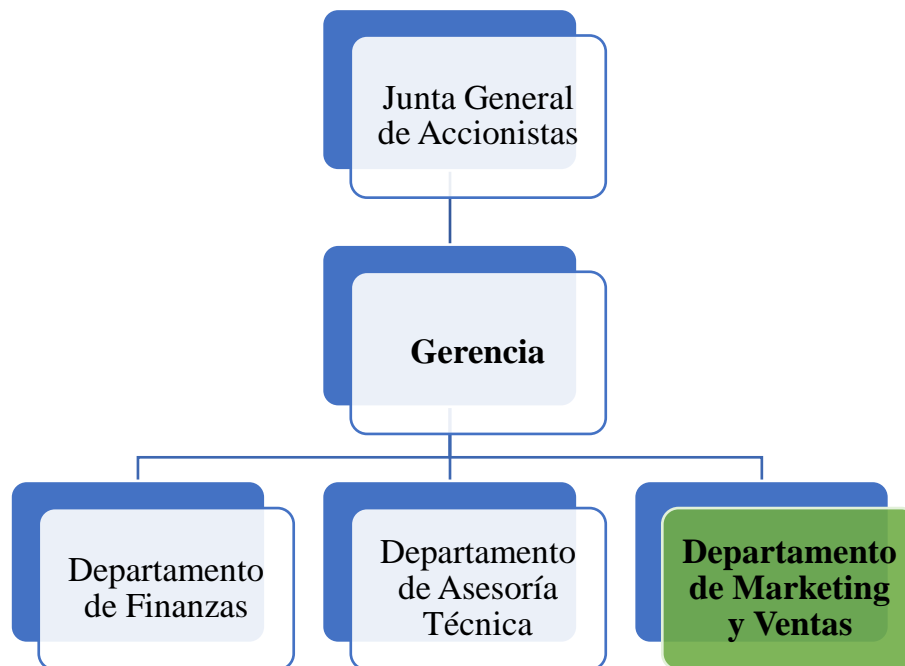 Junta General
de Accionistas
Gerencia
Departamento
de Finanzas
Departamento
de Asesoría
Técnica
Departamento
de Marketing
y Ventas